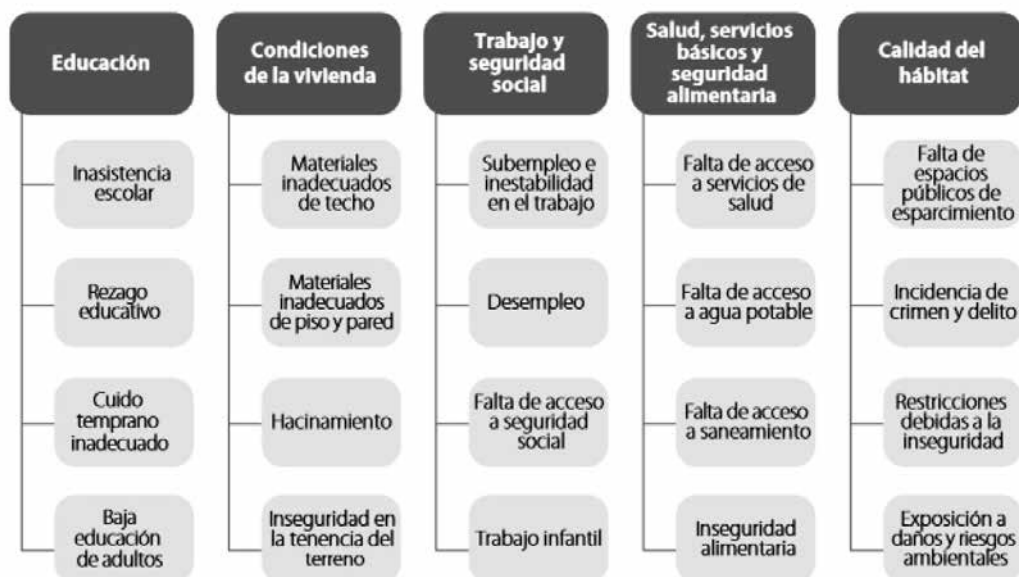 Educación
Inasistencia
escolar
Rezago
educativo
Cuido
temprano
inadecuado
Baja
educación
de adultos
Condiciones
de la vivienda
Materiales
inadecuados
de techo
Materiales
inadecuados
de piso y pared
Hacinamiento
Inseguridad en
la tenencia del
terreno
Trabajo y
seguridad
social
Subempleo e
inestabilidad
en el trabajo
Desempleo
Falta de acceso
a seguridad
social
Trabajo infantil
Salud, servicios
básicos y
seguridad
alimentaria
Falta de acceso
a servicios de
salud
Falta de acceso
a agua potable
Falta de acceso
a saneamiento
Inseguridad
alimentaria
Calidad del
hábitat
Falta de
espacios
públicos de
esparcimiento
Incidencia de
crimen y delito
Restricciones
debidas a la
inseguridad
Exposición a
daños y riesgos
ambientales